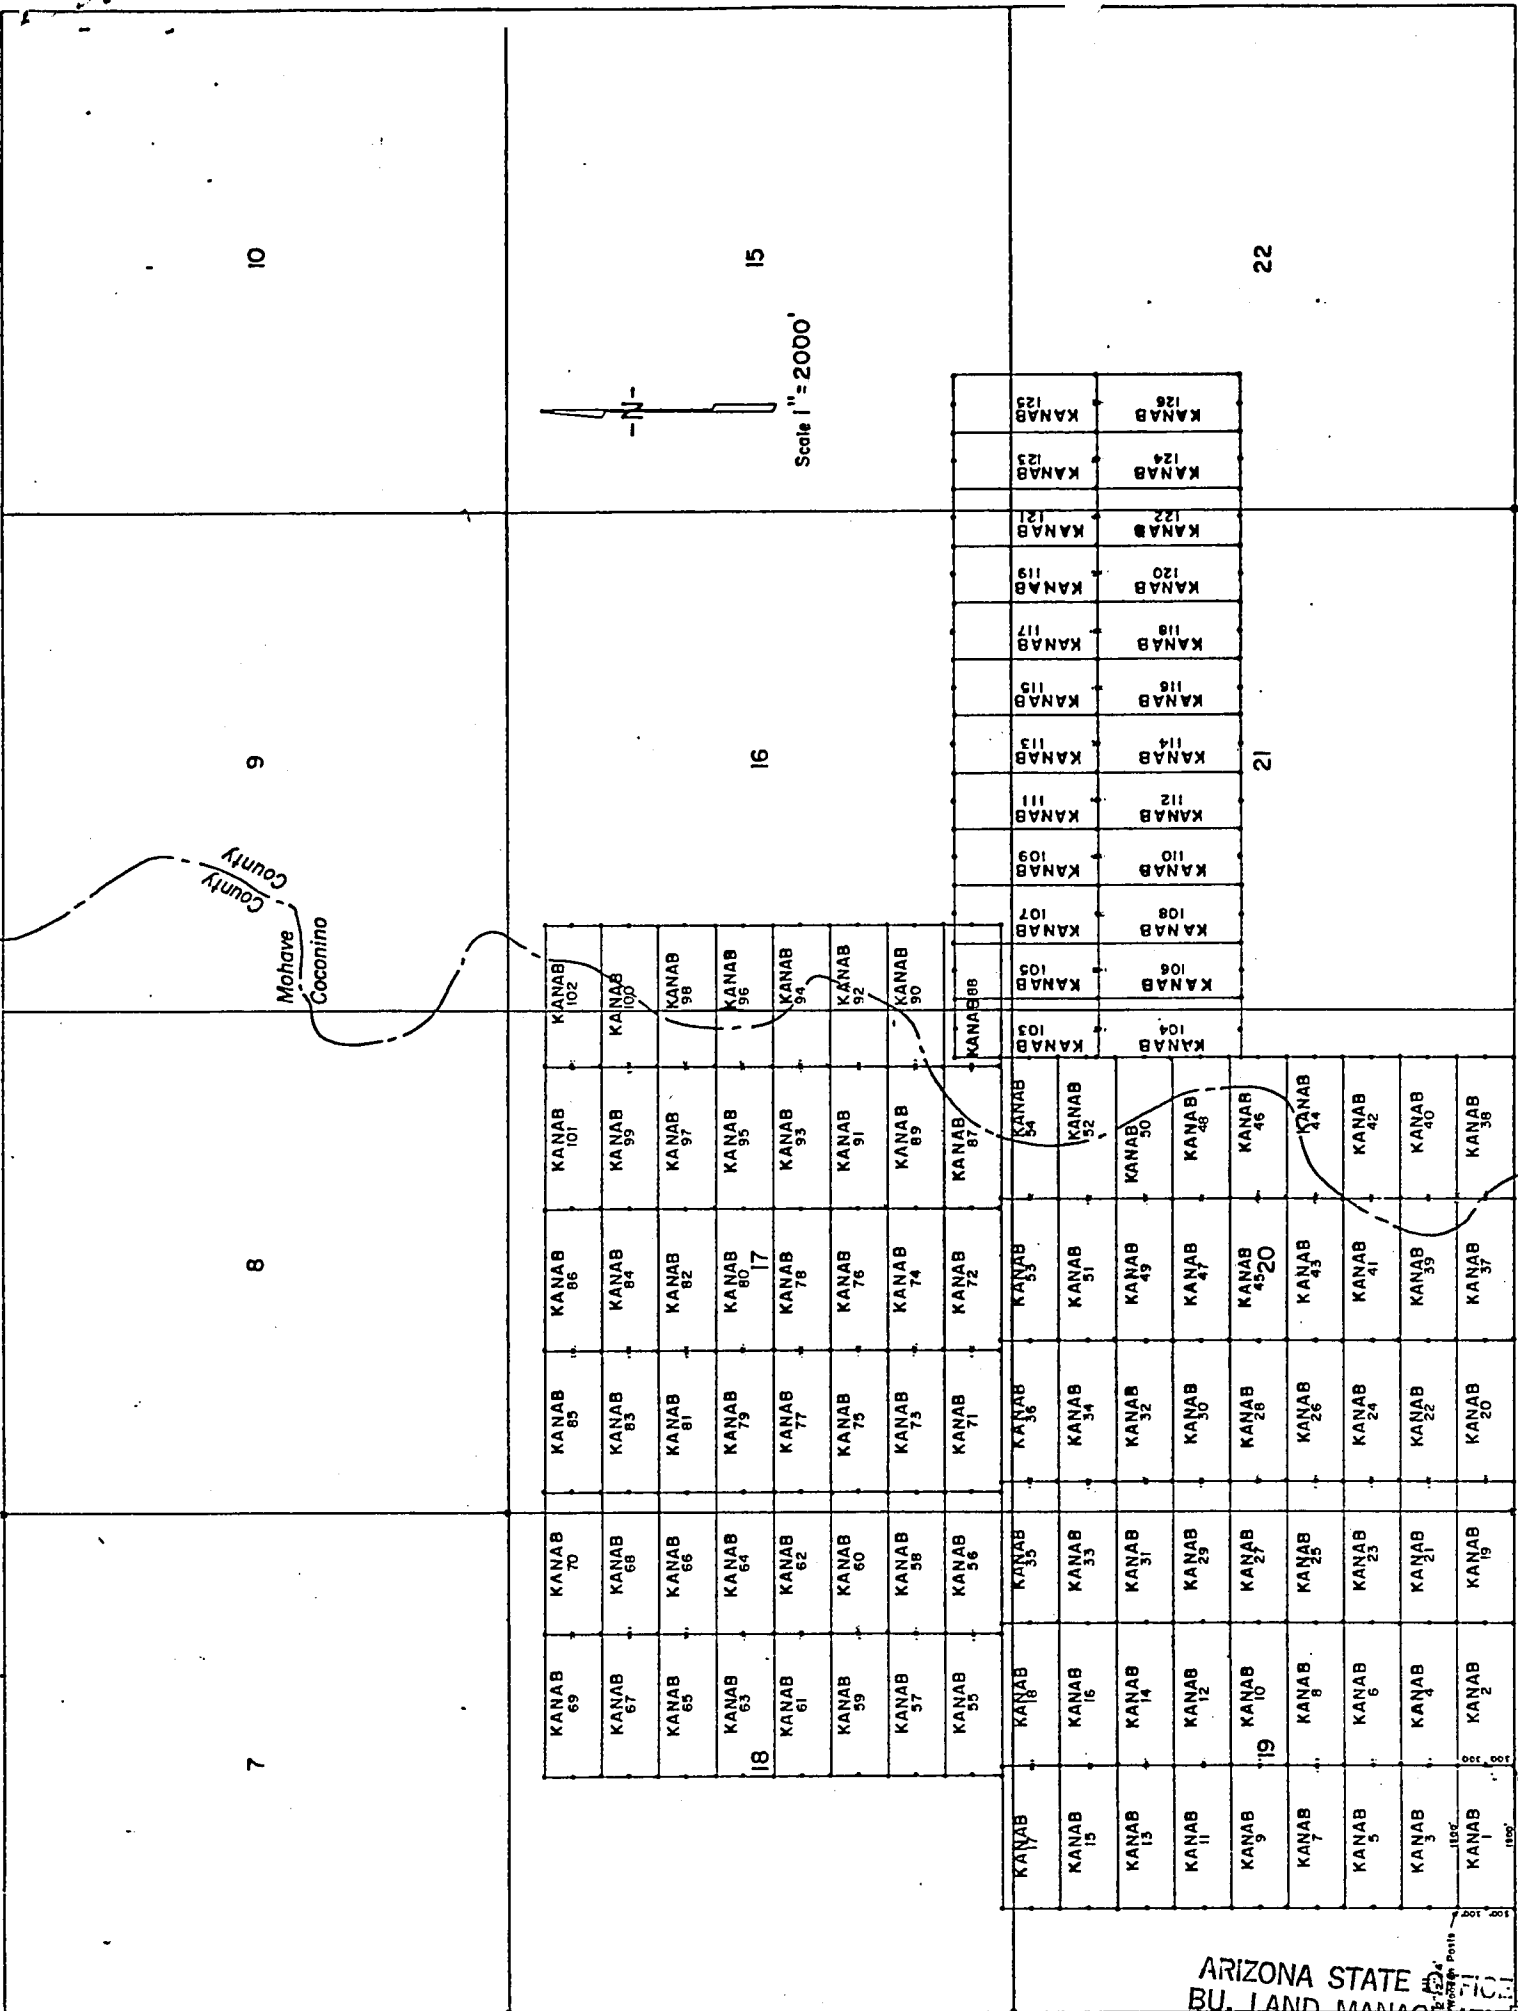 10
9
8
7
15
16
17
18
22
21
20
19
Mohave
County
Coconino
County
N
Scale 1" = 2000'
KANAB
102
KANAB
101
KANAB
86
KANAB
85
KANAB
70
KANAB
69
KANAB
100
KANAB
99
KANAB
84
KANAB
83
KANAB
68
KANAB
67
KANAB
98
KANAB
97
KANAB
82
KANAB
81
KANAB
66
KANAB
65
KANAB
96
KANAB
95
KANAB
80
KANAB
79
KANAB
64
KANAB
63
KANAB
94
KANAB
93
KANAB
78
KANAB
77
KANAB
62
KANAB
61
KANAB
92
KANAB
91
KANAB
76
KANAB
75
KANAB
60
KANAB
59
KANAB
90
KANAB
89
KANAB
74
KANAB
73
KANAB
58
KANAB
57
KANAB 88
KANAB
87
KANAB
72
KANAB
71
KANAB
56
KANAB
55
KANAB
125
KANAB
123
KANAB
121
KANAB
119
KANAB
117
KANAB
115
KANAB
113
KANAB
111
KANAB
109
KANAB
107
KANAB
105
KANAB
103
KANAB
126
KANAB
124
KANAB
122
KANAB
120
KANAB
118
KANAB
116
KANAB
114
KANAB
112
KANAB
110
KANAB
108
KANAB
106
KANAB
104
KANAB
54
KANAB
53
KANAB
36
KANAB
35
KANAB
18
KANAB
17
KANAB
52
KANAB
51
KANAB
34
KANAB
33
KANAB
16
KANAB
15
KANAB
50
KANAB
49
KANAB
32
KANAB
31
KANAB
14
KANAB
13
KANAB
48
KANAB
47
KANAB
30
KANAB
29
KANAB
12
KANAB
11
KANAB
46
KANAB
45
KANAB
28
KANAB
27
KANAB
10
KANAB
9
KANAB
44
KANAB
43
KANAB
26
KANAB
25
KANAB
8
KANAB
7
KANAB
42
KANAB
41
KANAB
24
KANAB
23
KANAB
6
KANAB
5
KANAB
40
KANAB
39
KANAB
22
KANAB
21
KANAB
4
KANAB
3
KANAB
38
KANAB
37
KANAB
20
KANAB
19
KANAB
2
KANAB
1
300' 300'
1500'
1500'
300' 300'
Posts
ARIZONA STATE OFFICE
BU. LAND